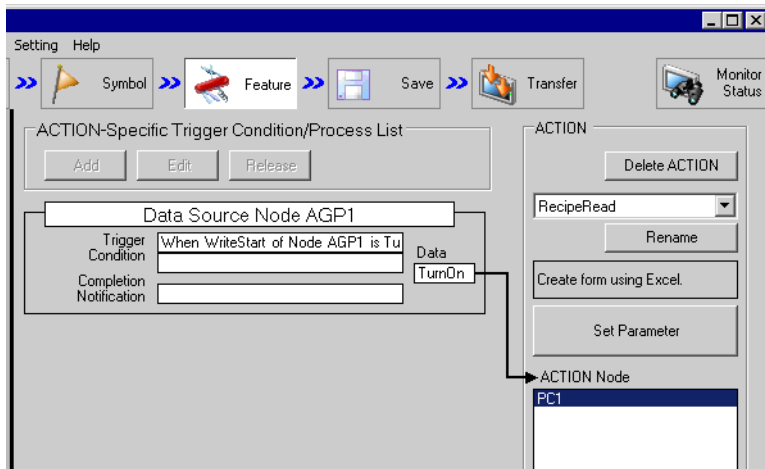 Setting Help
Symbol
Feature
Save
Transfer
Monitor
Status
ACTION-Specific Trigger Condition/Process List
Add
Edit
Release
Data Source Node AGP1
Trigger
Condition
When WriteStart of Node AGP1 is Tu
Completion
Notification
Data
TurnOn
ACTION
Delete ACTION
RecipeRead
Rename
Create form using Excel.
Set Parameter
ACTION Node
PC1